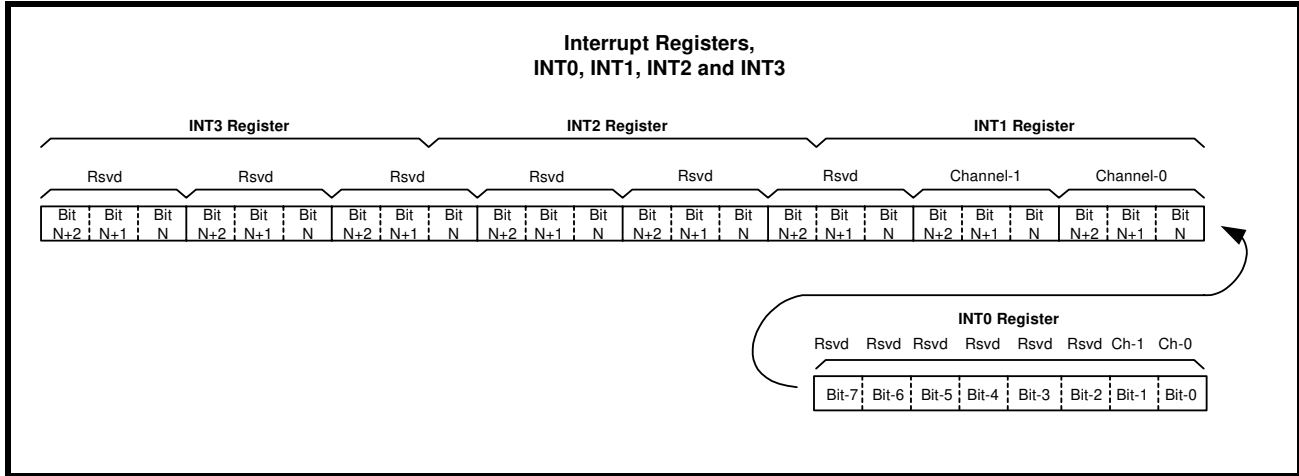 Interrupt Registers,
INT0, INT1, INT2 and INT3
INT3 Register INT2 Register INT1 Register
Rsvd Rsvd Rsvd Rsvd Rsvd Rsvd Channel-1 Channel-0
Bit Bit Bit Bit Bit Bit Bit Bit Bit Bit Bit Bit Bit Bit Bit Bit Bit Bit Bit Bit Bit Bit Bit Bit
N+2 N+1 N N+2 N+1 N N+2 N+1 N N+2 N+1 N N+2 N+1 N N+2 N+1 N N+2 N+1 N N+2 N+1 N
INT0 Register
Rsvd Rsvd Rsvd Rsvd Rsvd Rsvd Ch-1 Ch-0
Bit-7 Bit-6 Bit-5 Bit-4 Bit-3 Bit-2 Bit-1 Bit-0